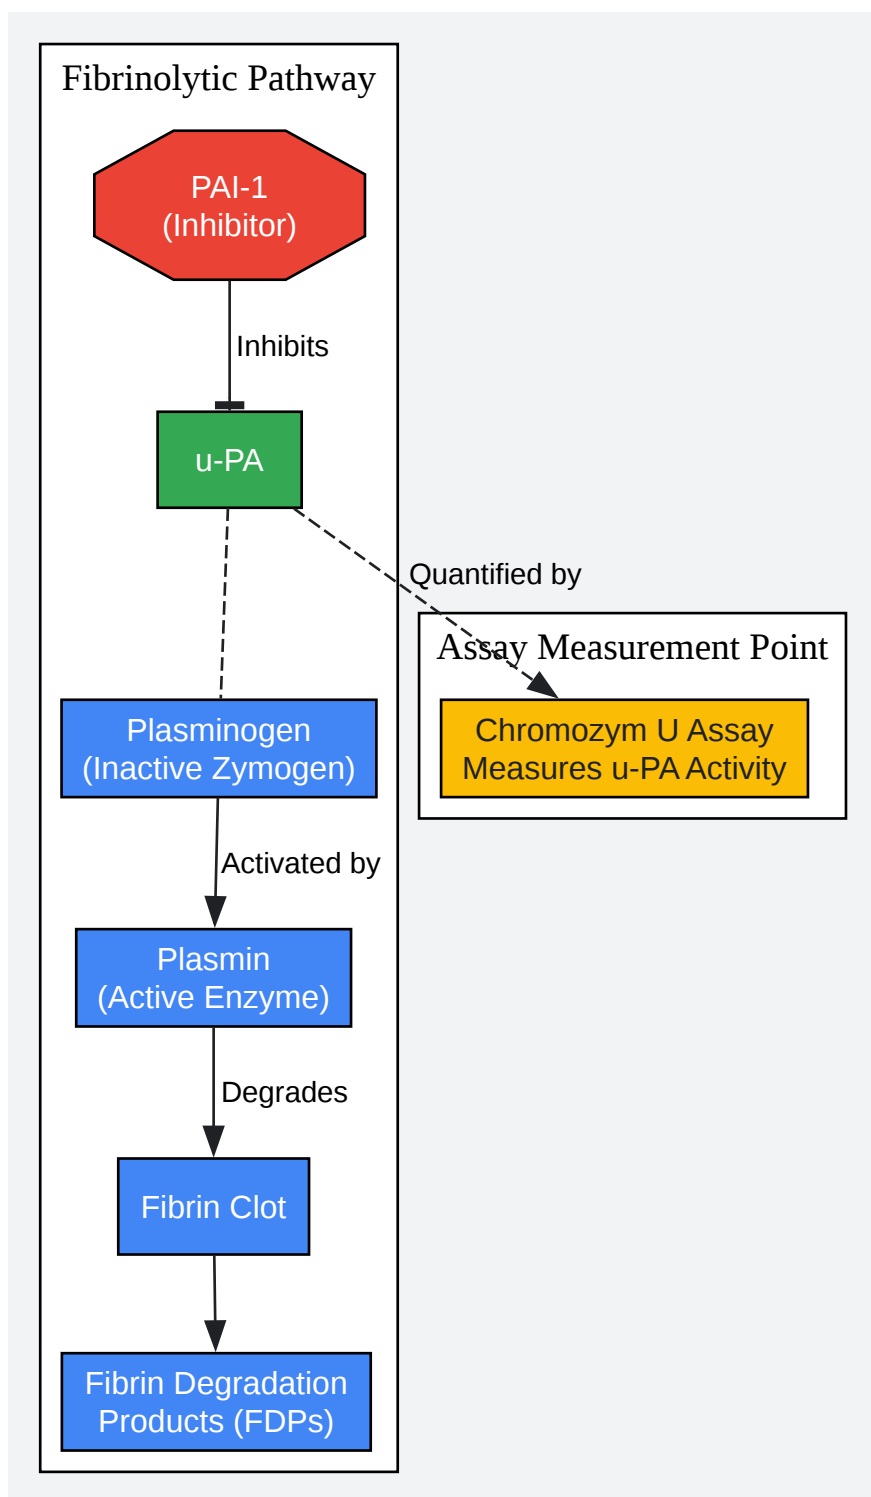 Fibrinolytic Pathway
PAI-1
(Inhibitor)
Inhibits
u-PA
Quantified by
Assay Measurement Point
Plasminogen
(Inactive Zymogen)
Chromozym U Assay
Measures u-PA Activity
Activated by
Plasmin
(Active Enzyme)
Degrades
Fibrin Clot
Fibrin Degradation
Products (FDPs)